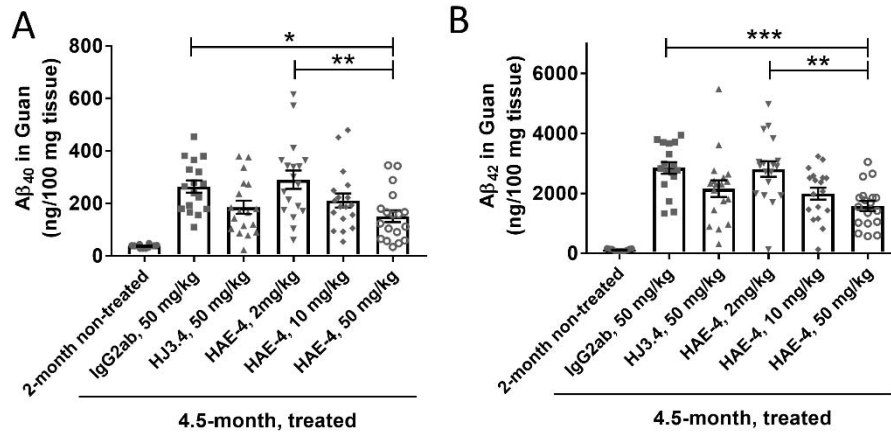 A
Aβ40 in Guan
(ng/100 mg tissue)
800
600
400
200
0
*
**
2-month non-treated
IgG2ab, 50 mg/kg
HJ3.4, 50 mg/kg
HAE-4, 2mg/kg
HAE-4, 10 mg/kg
HAE-4, 50 mg/kg
4.5-month, treated
B
Aβ42 in Guan
(ng/100 mg tissue)
6000
4000
2000
0
***
**
2-month non-treated
IgG2ab, 50 mg/kg
HJ3.4, 50 mg/kg
HAE-4, 2mg/kg
HAE-4, 10 mg/kg
HAE-4, 50 mg/kg
4.5-month, treated